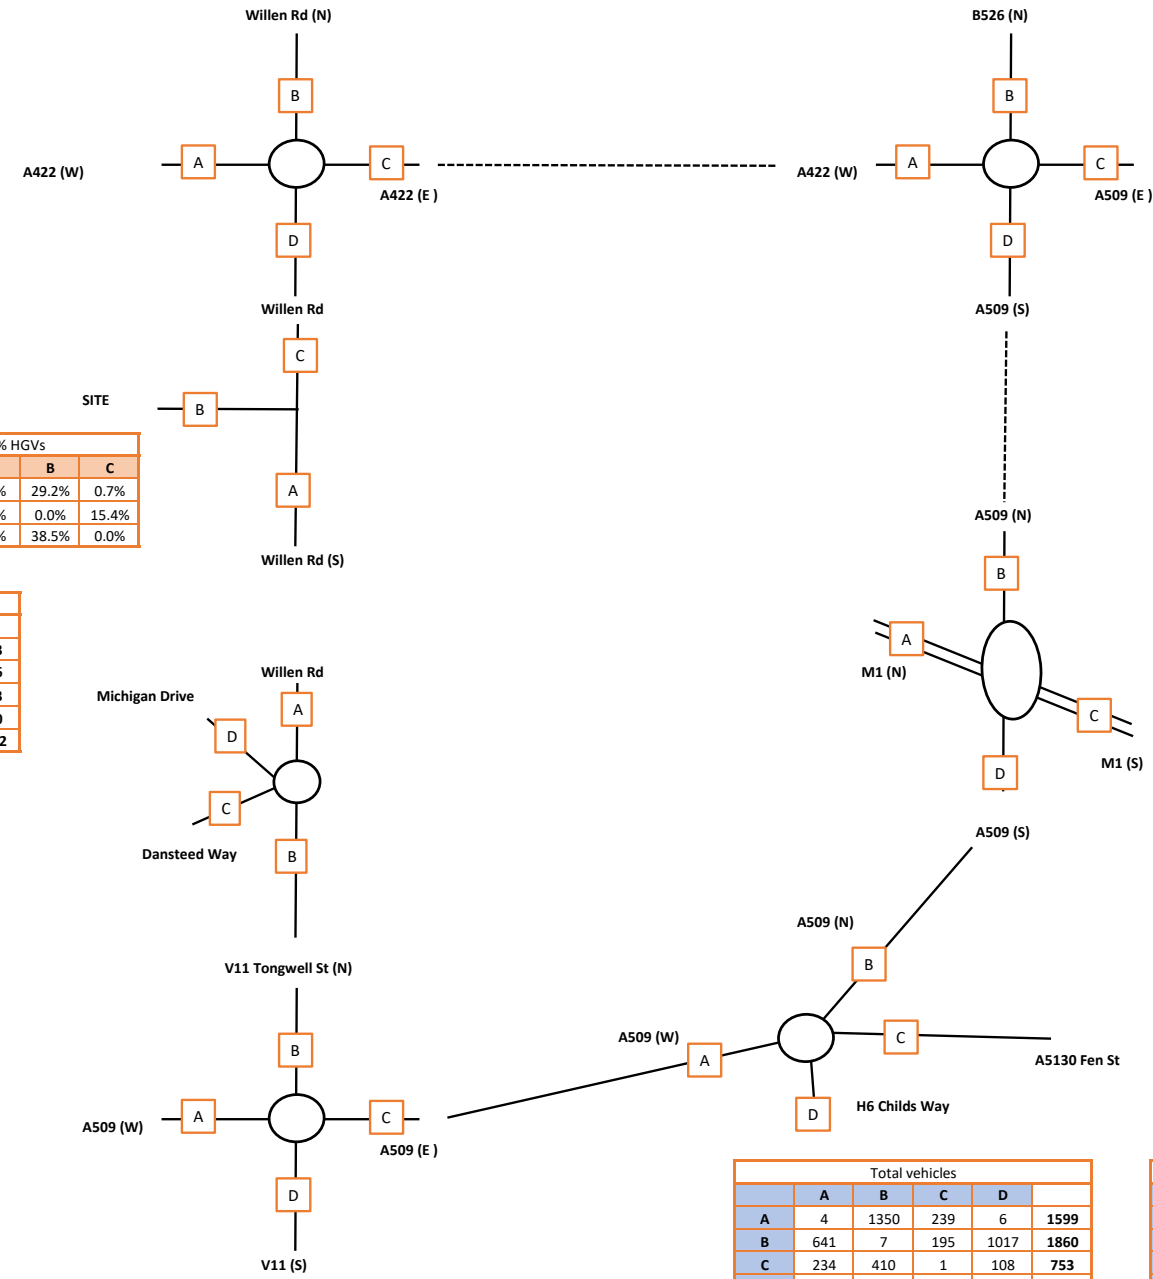 Willen Rd (N)
B526 (N)
B
B
A
C
A
C
A422 (W)
A422 (W)
A422 (E )
A509 (E )
D
D
Willen Rd
A509 (S)
C
SITE
B
% HGVs
B C
% 29.2% 0.7%
% 0.0% 15.4%
% 38.5% 0.0%
A
A509 (N)
Willen Rd (S)
B
A
M1 (N)
Willen Rd
Michigan Drive
A
C
D
M1 (S)
D
C
A509 (S)
Dansteed Way
B
2
A509 (N)
B
V11 Tongwell St (N)
A509 (W)
C
B
A
A5130 Fen St
A
C
D
H6 Childs Way
A509 (W)
A509 (E )
D
V11 (S)
Total vehicles
A B C D
A 4 1350 239 6 1599
B 641 7 195 1017 1860
C 234 410 1 108 753